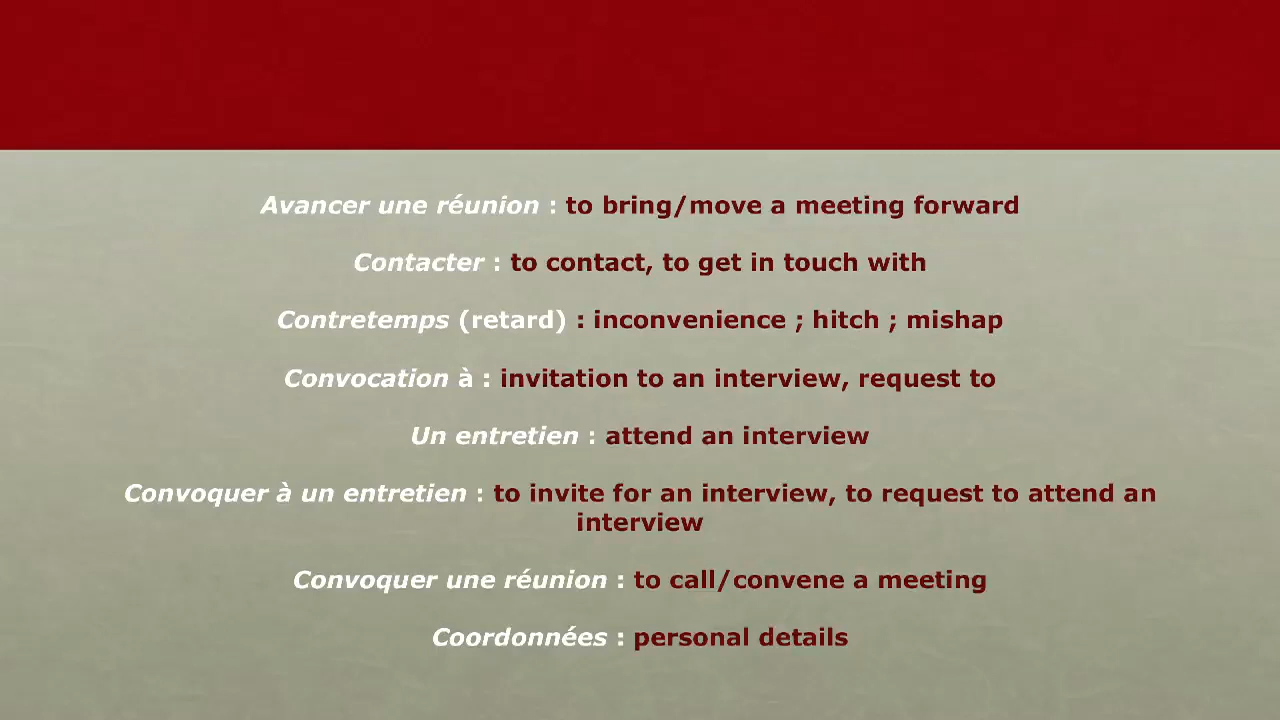 Avancer une réunion : to bring/move a meeting forward
Contacter : to contact, to get in touch with
Contretemps (retard) : inconvenience ; hitch ; mishap
Convocation à : invitation to an interview, request to
Un entretien : attend an interview
Convoquer à un entretien : to invite for an interview, to request to attend an
interview
Convoquer une réunion : to call/convene a meeting
Coordonnées : personal details